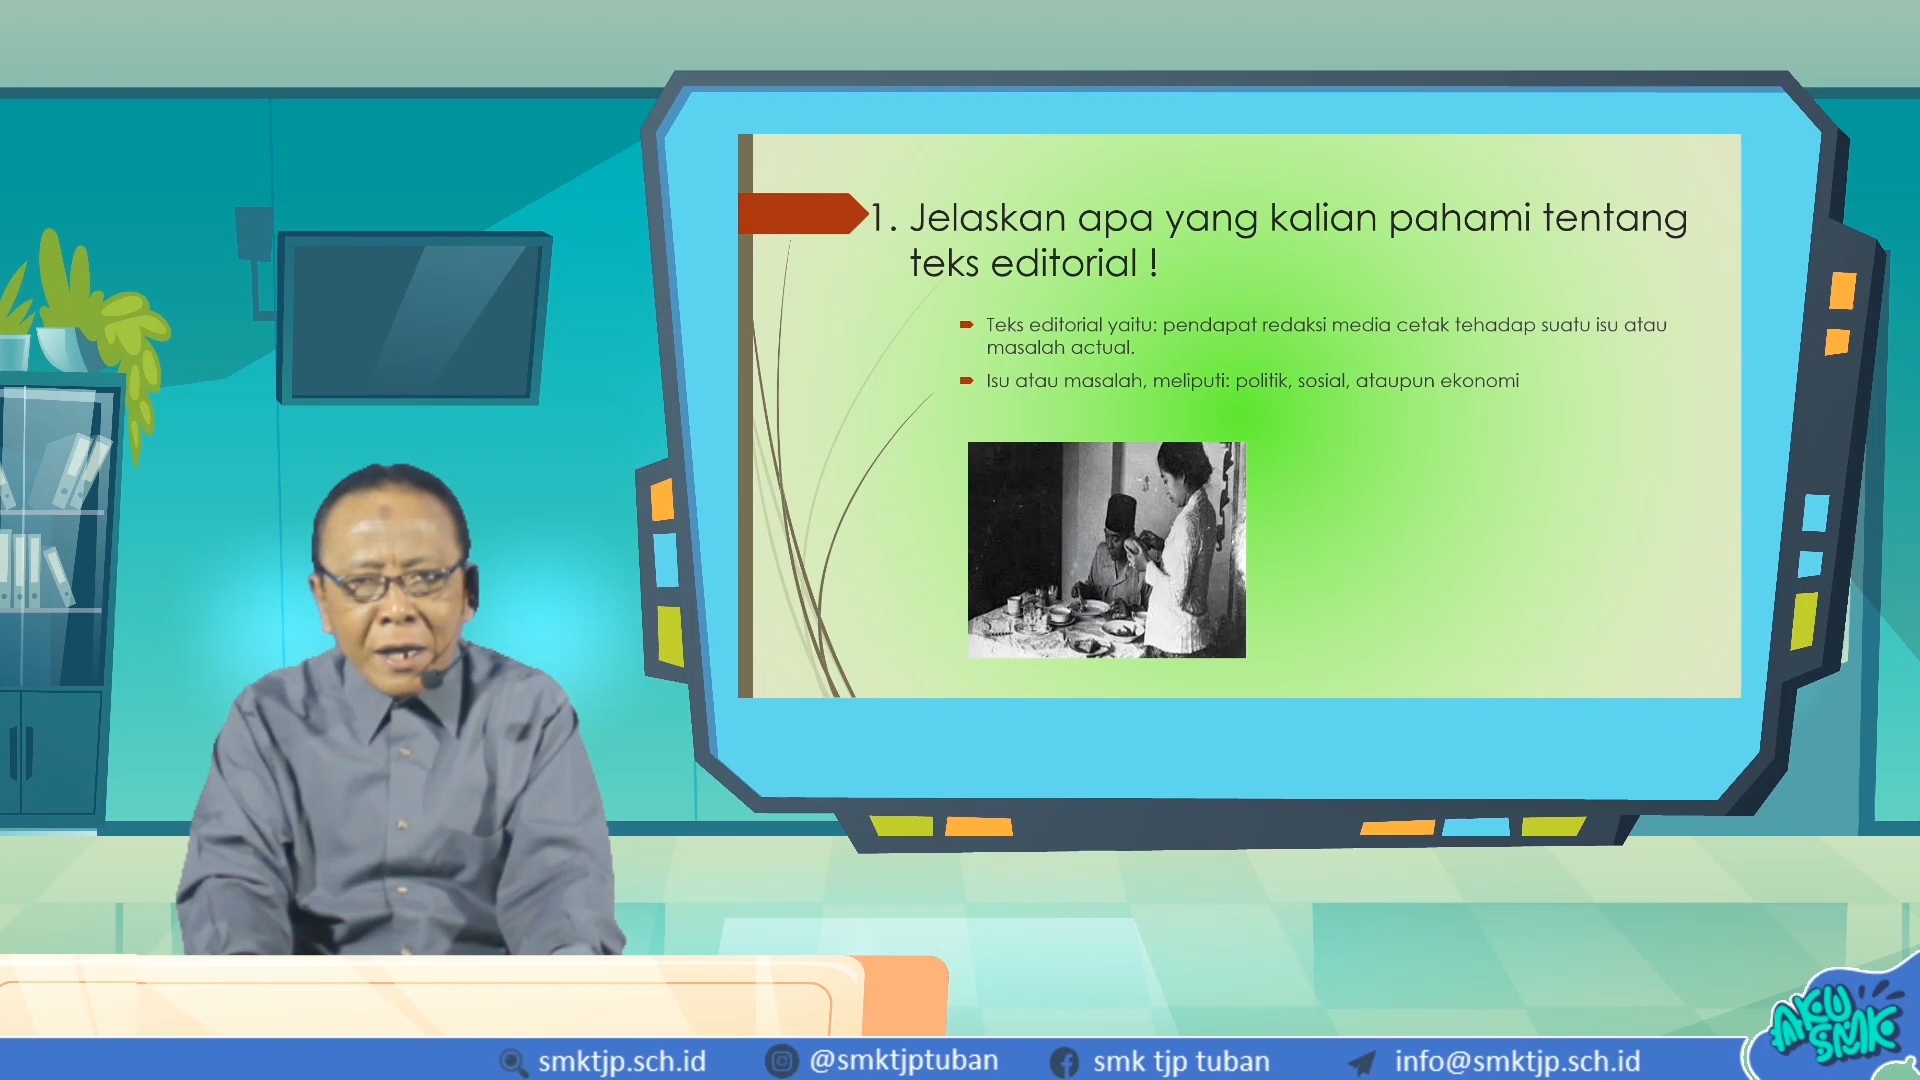 1. Jelaskan apa yang kalian pahami tentang
teks editorial !
Teks editorial yaitu: pendapat redaksi media cetak tehadap suatu isu atau
masalah actual.
Isu atau masalah, meliputi: politik, sosial, ataupun ekonomi
smktjp.sch.id
@smktjptuban
smk tjp tuban
info@smktjp.sch.id
AKU
SMK